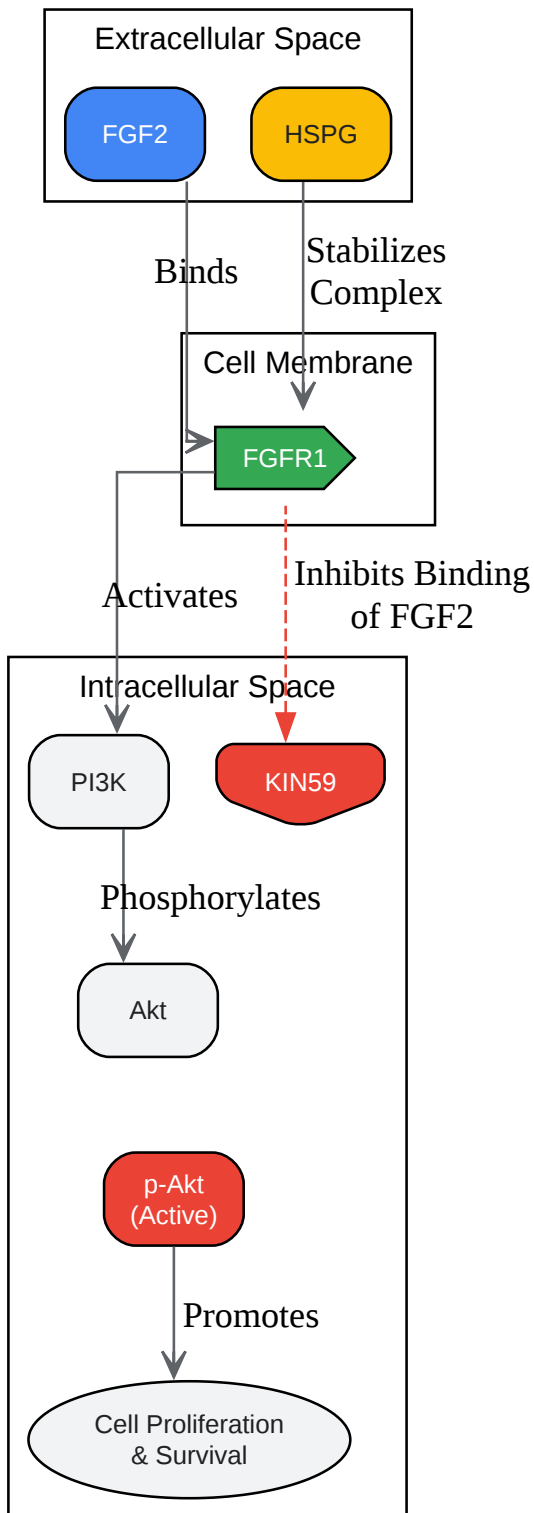 Extracellular Space
FGF2
HSPG
Binds
Stabilizes
Complex
Cell Membrane
FGFR1
Activates
Inhibits Binding
of FGF2
Intracellular Space
PI3K
KIN59
Phosphorylates
Akt
p-Akt
(Active)
Promotes
Cell Proliferation
& Survival